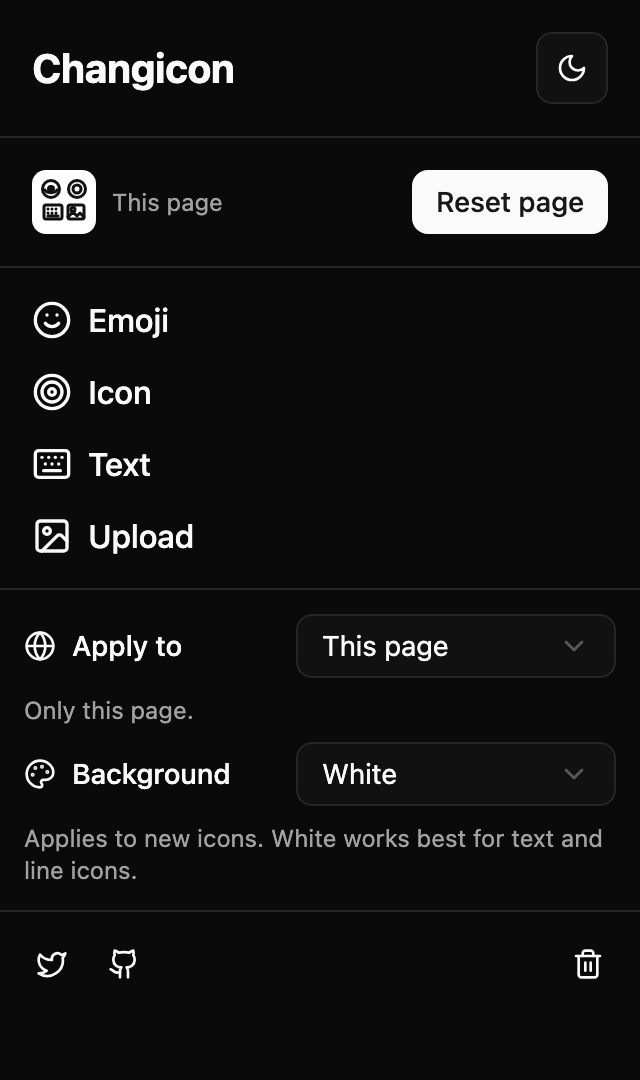 Changicon
This page
Reset page
Emoji
Icon
Text
Upload
Apply to
This page
Only this page.
Background
White
Applies to new icons. White works best for text and
line icons.